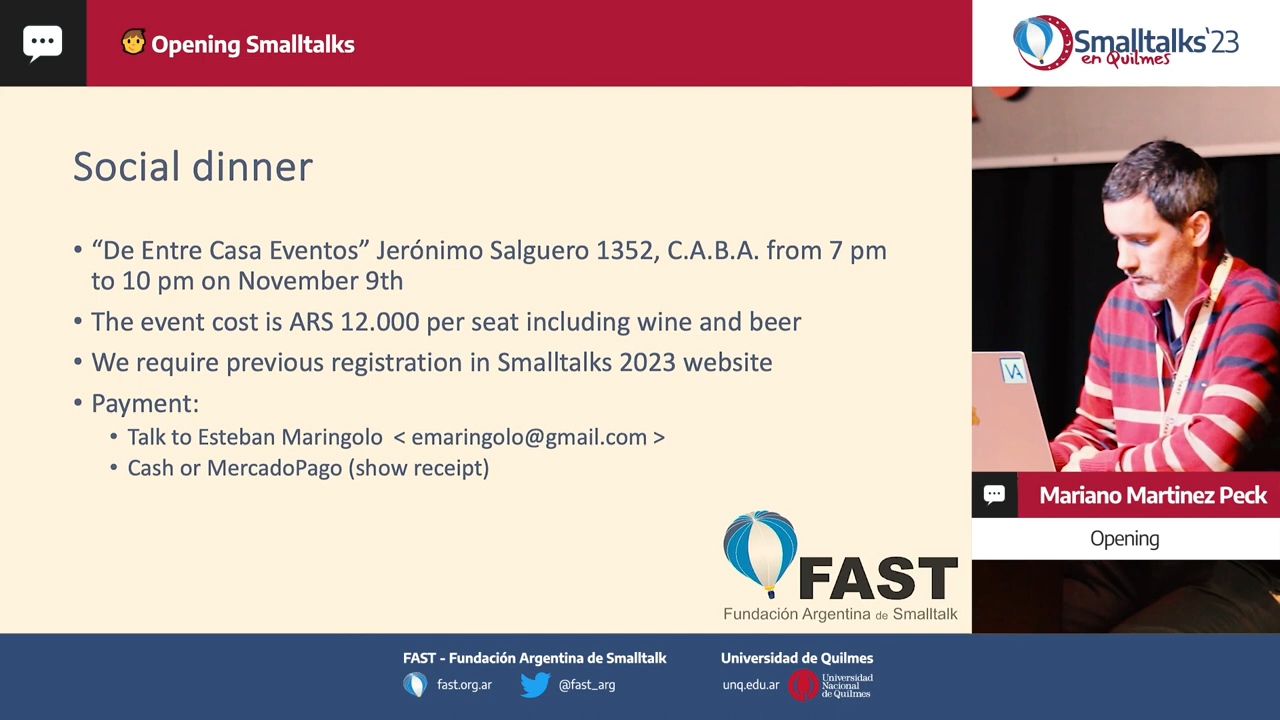 Opening Smalltalks
Smalltalks'23
en Quilmes
Social dinner
• “De Entre Casa Eventos” Jerónimo Salguero 1352, C.A.B.A. from 7 pm
to 10 pm on November 9th
• The event cost is ARS 12.000 per seat including wine and beer
• We require previous registration in Smalltalks 2023 website
• Payment:
• Talk to Esteban Maringolo < emaringolo@gmail.com >
• Cash or MercadoPago (show receipt)
VA
Mariano Martinez Peck
Opening
FAST
Fundación Argentina de Smalltalk
FAST - Fundación Argentina de Smalltalk
fast.org.ar
@fast_arg
Universidad de Quilmes
unq.edu.ar
Universidad
Nacional
de Quilmes